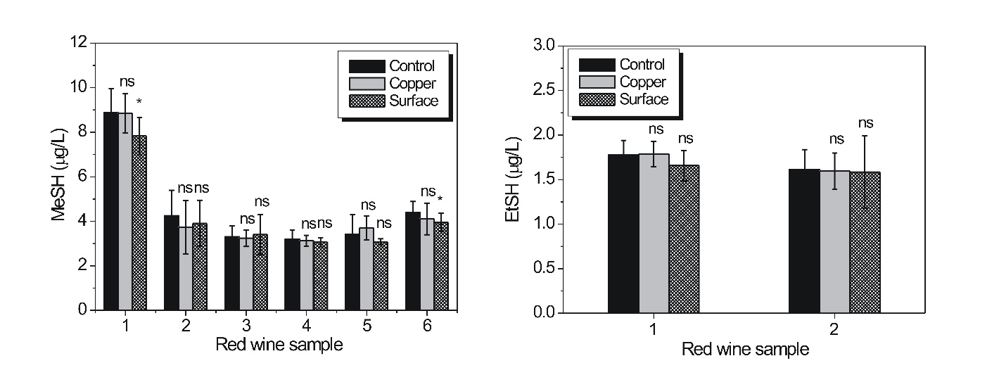 12
10
8
6
4
2
0
MeSH (µg/L)
Control
Copper
Surface
ns
*
ns ns
ns
ns
ns ns
ns
ns
ns
*
1 2 3 4 5 6
Red wine sample
3.0
2.5
2.0
1.5
1.0
0.5
0.0
EtSH (µg/L)
Control
Copper
Surface
ns
ns
ns
ns
1 2
Red wine sample